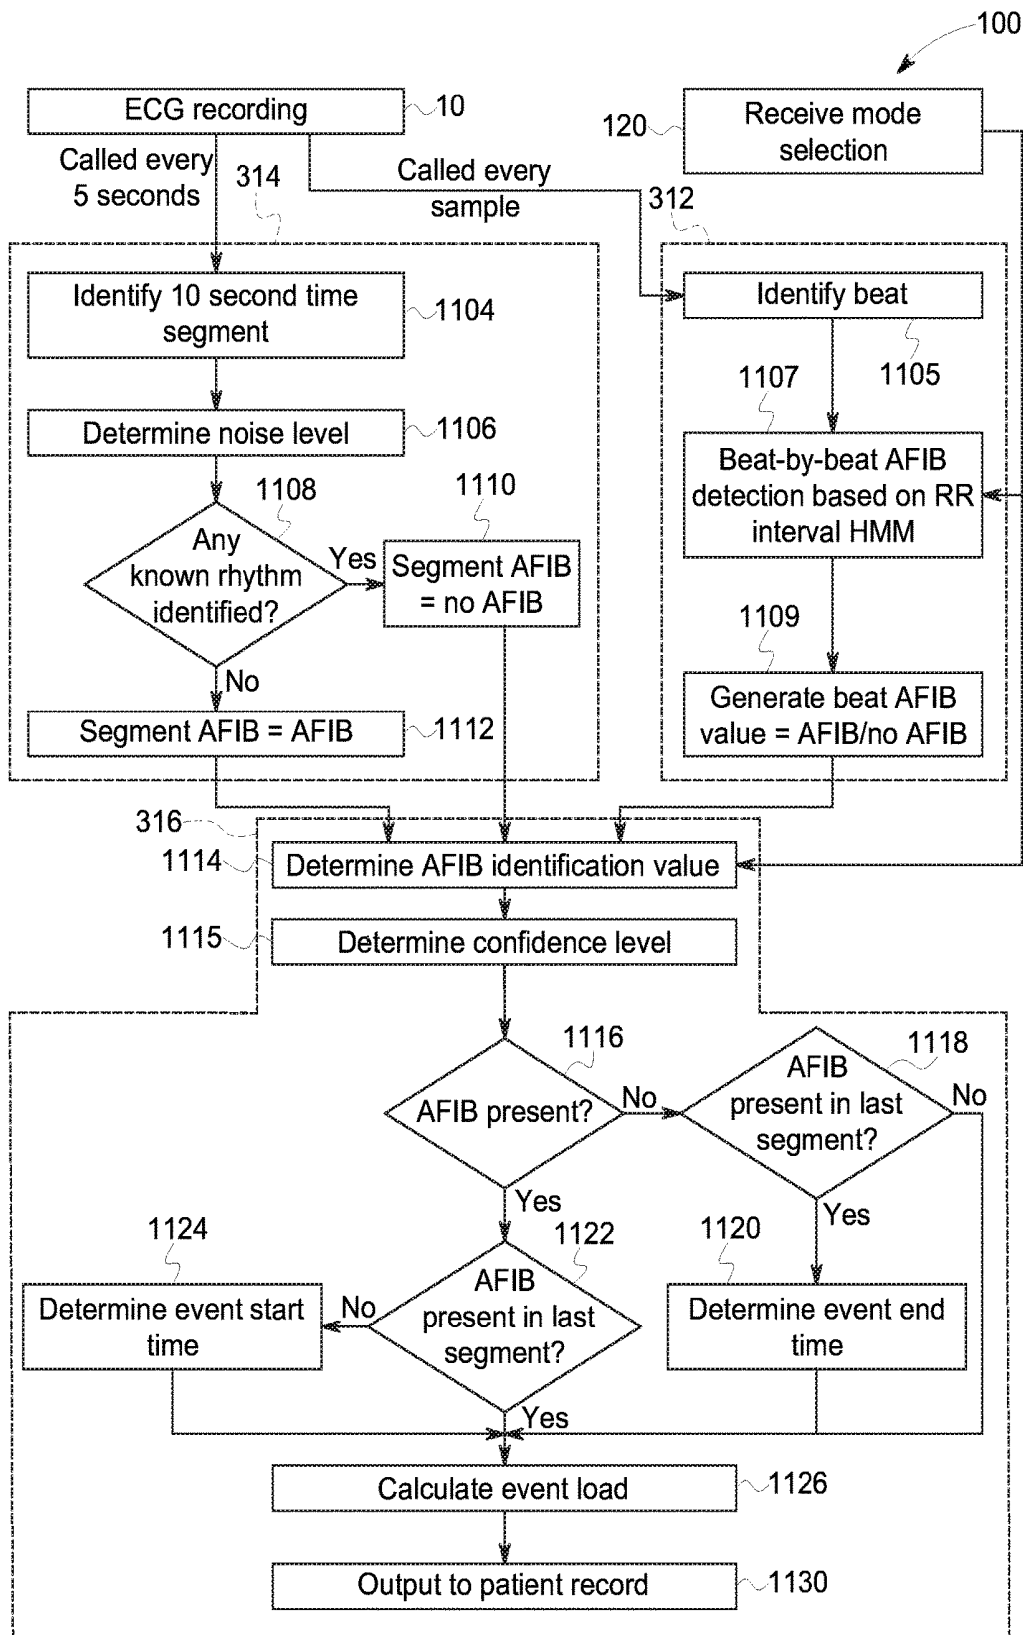 100
ECG recording
10
120
Receive mode
selection
Called every
5 seconds
314
Called every
sample
312
Identify 10 second time
segment
1104
Identify beat
1105
1107
Determine noise level
1106
Beat-by-beat AFIB
detection based on RR
interval HMM
1108
1110
Any
known rhythm
identified?
Yes
Segment AFIB
= no AFIB
No
1109
Segment AFIB = AFIB
1112
Generate beat AFIB
value = AFIB/no AFIB
316
1114
Determine AFIB identification value
1115
Determine confidence level
1116
1118
AFIB present?
No
AFIB
present in last
segment?
No
Yes
Yes
1124
1122
1120
Determine event start
time
No
AFIB
present in last
segment?
Determine event end
time
Yes
Calculate event load
1126
Output to patient record
1130